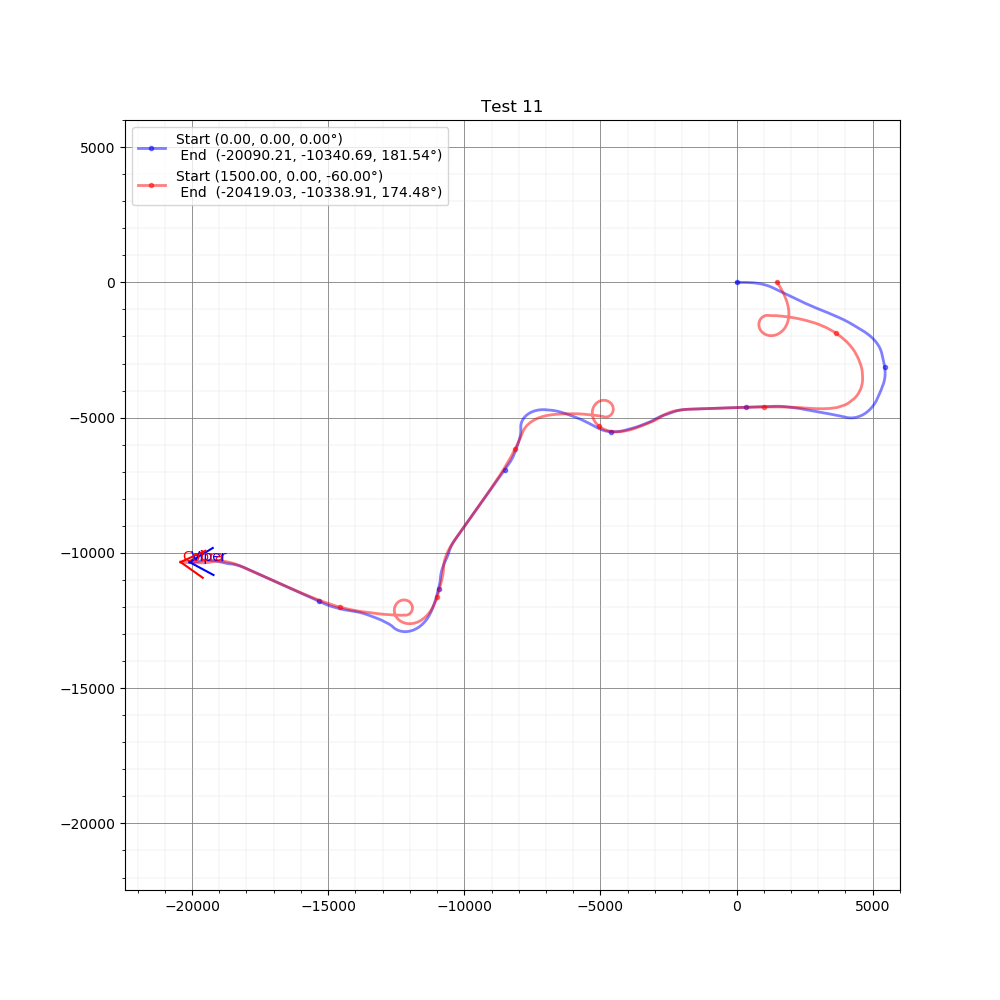 Test 11
Start (0.00, 0.00, 0.00°)
End (-20090.21, -10340.69, 181.54°)
Start (1500.00, 0.00, -60.00°)
End (-20419.03, -10338.91, 174.48°)
5000
0
−5000
−10000
−15000
−20000
−20000 −15000 −10000 −5000 0 5000